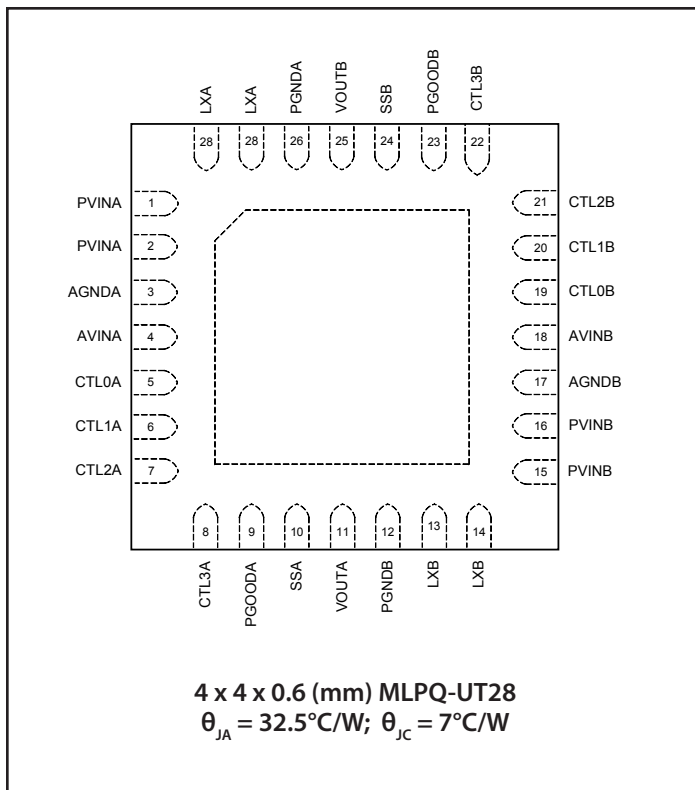 LXA
LXA
PGNDA
VOUTB
SSB
PGOODB
CTL3B
28
28
26
25
24
23
22
PVINA 1
PVINA 2
AGNDA 3
AVINA 4
CTL0A 5
CTL1A 6
CTL2A 7
21 CTL2B
20 CTL1B
19 CTL0B
18 AVINB
17 AGNDB
16 PVINB
15 PVINB
8
9
10
11
12
13
14
CTL3A
PGOODA
SSA
VOUTA
PGNDB
LXB
LXB
4 x 4 x 0.6 (mm) MLPQ-UT28
θJA = 32.5°C/W; θJC = 7°C/W